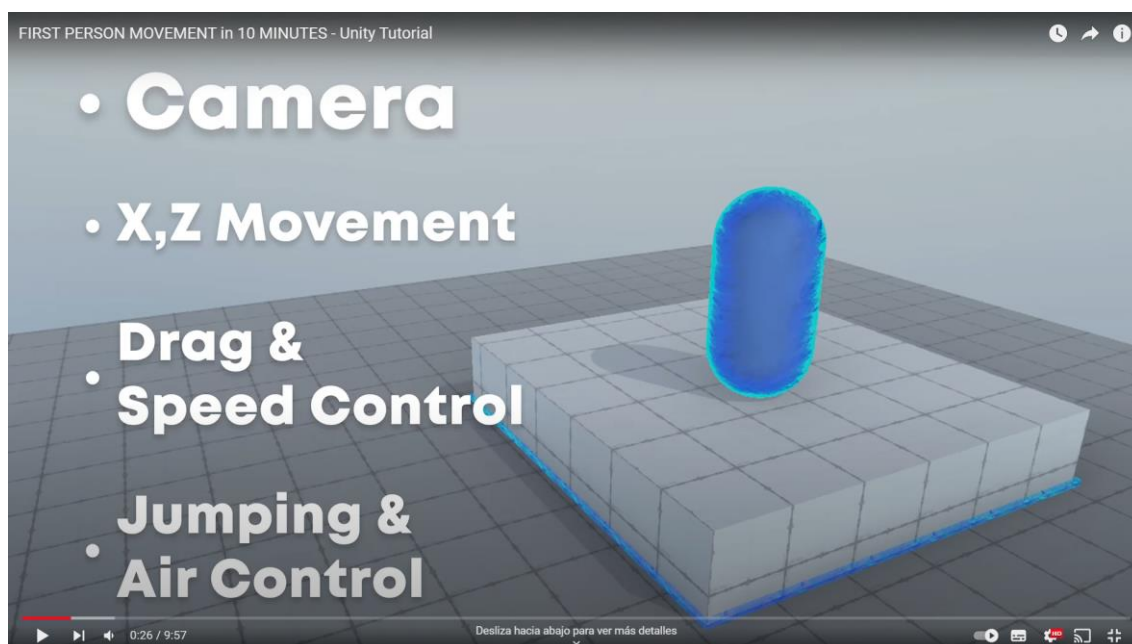 FIRST PERSON MOVEMENT in 10 MINUTES - Unity Tutorial
• Camera
• X,Z Movement
• Drag &
Speed Control
• Jumping &
Air Control
0:26 / 9:57
Desliza hacia abajo para ver más detalles
HD